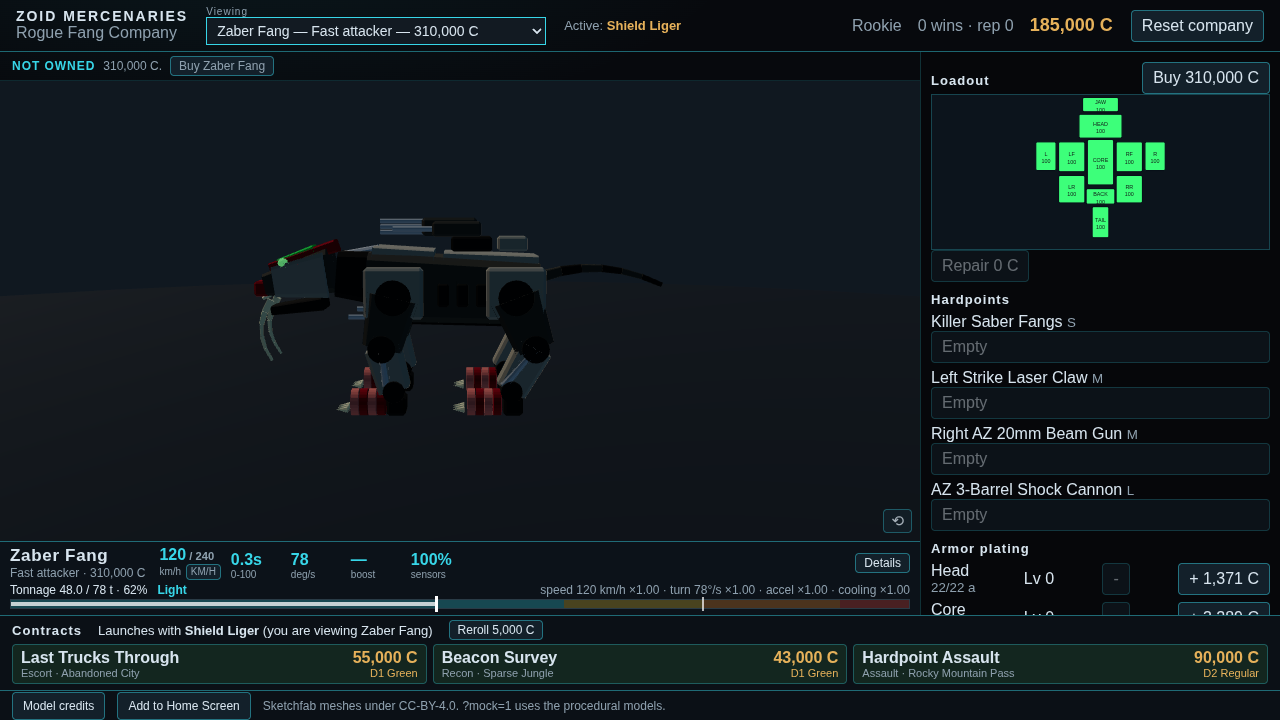 ZOID MERCENARIES
Rogue Fang Company
Viewing
Zaber Fang — Fast attacker — 310,000 C
Active: Shield Liger
Rookie 0 wins · rep 0 185,000 C
Reset company
NOT OWNED 310,000 C. Buy Zaber Fang
Loadout
Buy 310,000 C
JAW
100
HEAD
100
L
100
LF
100
CORE
100
RF
100
R
100
LR
100
BACK
100
RR
100
TAIL
100
Repair 0 C
Hardpoints
Killer Saber Fangs S
Empty
Left Strike Laser Claw M
Empty
Right AZ 20mm Beam Gun M
Empty
AZ 3-Barrel Shock Cannon L
Empty
Armor plating
Head
22/22 a
Lv 0
-
+ 1,371 C
Core
⟲
Zaber Fang
Fast attacker · 310,000 C
120 / 240
km/h KM/H
0.3s
0-100
78
deg/s
—
boost
100%
sensors
Details
Tonnage 48.0 / 78 t · 62% Light
speed 120 km/h ×1.00 · turn 78°/s ×1.00 · accel ×1.00 · cooling ×1.00
Contracts Launches with Shield Liger (you are viewing Zaber Fang) Reroll 5,000 C
Last Trucks Through 55,000 C
Escort · Abandoned City D1 Green
Beacon Survey 43,000 C
Recon · Sparse Jungle D1 Green
Hardpoint Assault 90,000 C
Assault · Rocky Mountain Pass D2 Regular
Model credits Add to Home Screen Sketchfab meshes under CC-BY-4.0. ?mock=1 uses the procedural models.